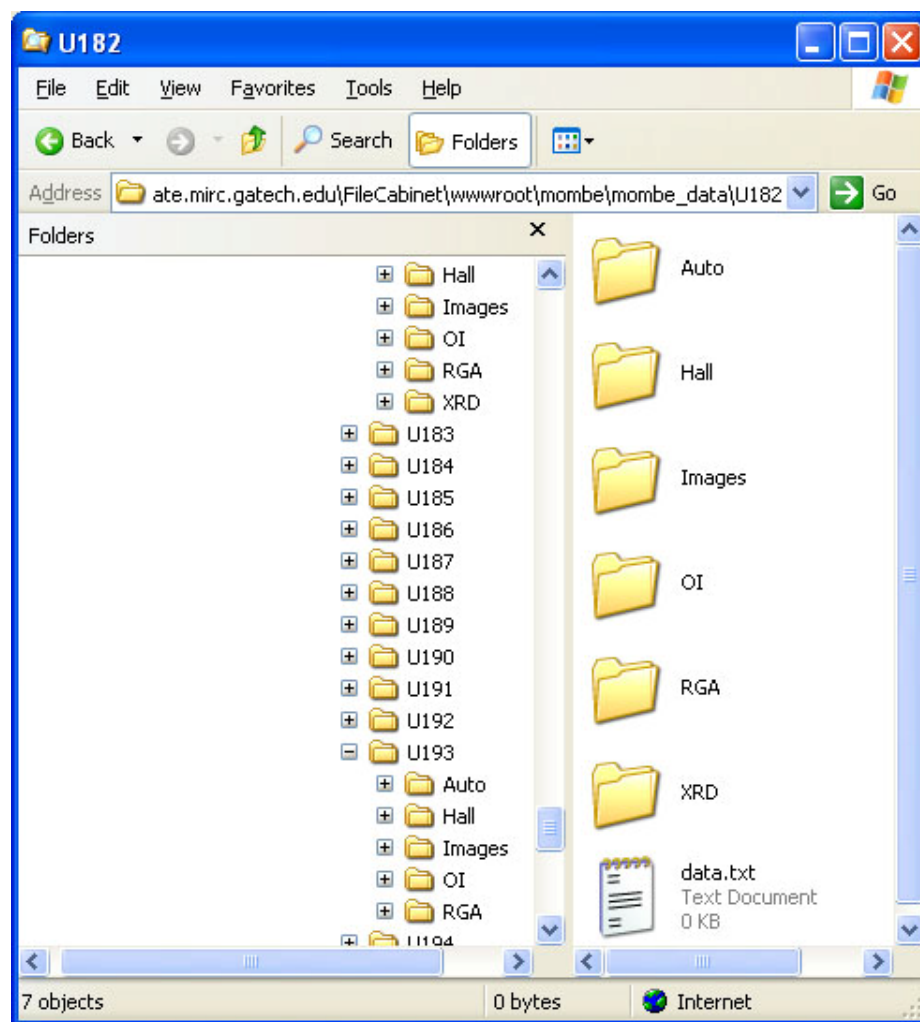 U182
File Edit View Favorites Tools Help
Back Search Folders
Address ate.mirc.gatech.edu\FileCabinet\wwwroot\mombe\mombe_data\U182 Go
Folders
Hall
Images
OI
RGA
XRD
U183
U184
U185
U186
U187
U188
U189
U190
U191
U192
U193
Auto
Hall
Images
OI
RGA
U194
Auto
Hall
Images
OI
RGA
XRD
data.txt
Text Document
0 KB
7 objects 0 bytes Internet